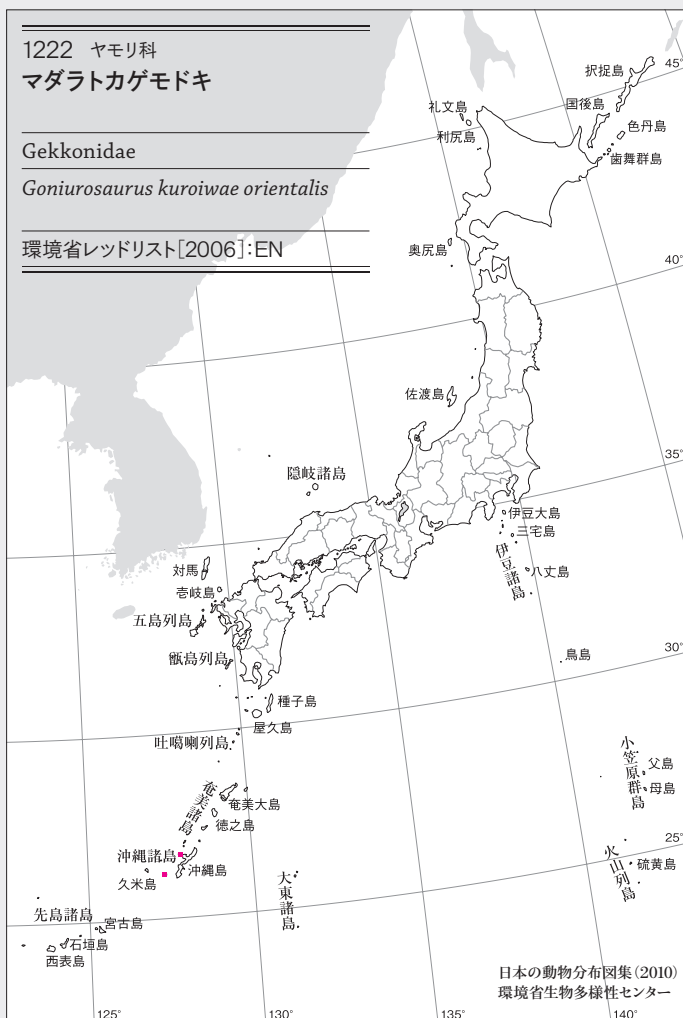 1222 ヤモリ科
マダラトカゲモドキ
Gekkonidae
Goniurosaurus kuroiwae orientalis
環境省レッドリスト[2006]:EN
択捉島
45°
国後島
礼文島
色丹島
利尻島
歯舞群島
奥尻島
40°
佐渡島
35°
隠岐諸島
伊豆大島
三宅島
伊豆諸島
八丈島
対馬
壱岐島
五島列島
甑島列島
鳥島
30°
種子島
屋久島
吐噶喇列島
小笠原群島
父島
母島
奄美諸島
奄美大島
徳之島
25°
沖縄諸島
沖縄島
久米島
大東諸島
火山列島
硫黄島
先島諸島
宮古島
石垣島
西表島
日本の動物分布図集(2010)
環境省生物多様性センター
125°
130°
135°
140°